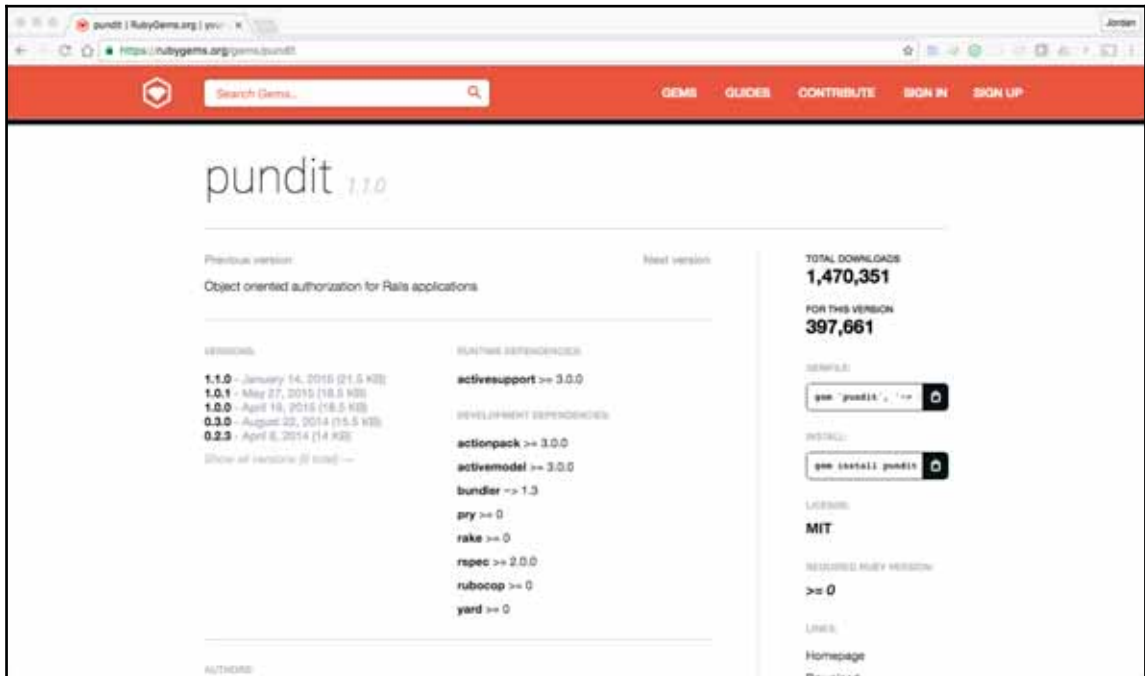 pundit | RubyGems.org | your
Jordan
https://rubygems.org/gems/pundit
Search Gems...
GEMS GUIDES CONTRIBUTE SIGN IN SIGN UP
pundit 1.1.0
Previous version Next version
Object oriented authorization for Rails applications
VERSIONS:
1.1.0 - January 14, 2016 (21.5 KB)
1.0.1 - May 27, 2015 (18.5 KB)
1.0.0 - April 19, 2015 (18.5 KB)
0.3.0 - August 22, 2014 (15.5 KB)
0.2.3 - April 6, 2014 (14 KB)
Show all versions
RUNTIME DEPENDENCIES:
activesupport >= 3.0.0
DEVELOPMENT DEPENDENCIES:
actionpack >= 3.0.0
activemodel >= 3.0.0
bundler ~> 1.3
pry >= 0
rake >= 0
rspec >= 2.0.0
rubocop >= 0
yard >= 0
AUTHORS:
TOTAL DOWNLOADS
1,470,351
FOR THIS VERSION
397,661
GEMFILE:
gem 'pundit', '~>
INSTALL:
gem install pundit
LICENSE:
MIT
REQUIRED RUBY VERSION:
>= 0
LINKS:
Homepage
Download